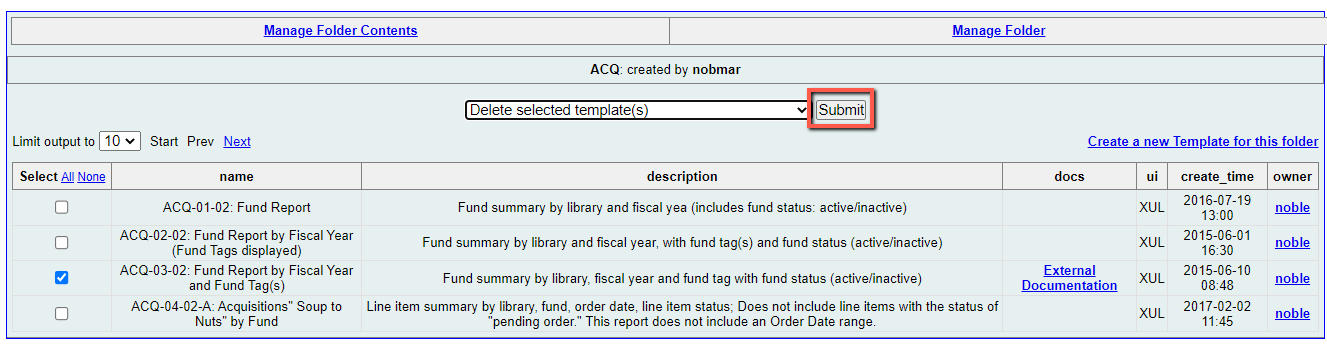 Manage Folder Contents Manage Folder
ACQ: created by nobmar
Delete selected template(s) Submit
Limit output to 10 Start Prev Next Create a new Template for this folder
Select All None name description docs ui create_time owner
ACQ-01-02: Fund Report Fund summary by library and fiscal yea (includes fund status: active/inactive) XUL 2016-07-19 noble
13:00
ACQ-02-02: Fund Report by Fiscal Year Fund summary by library and fiscal year, with fund tag(s) and fund status (active/inactive) XUL 2015-06-01 noble
(Fund Tags displayed) 16:30
ACQ-03-02: Fund Report by Fiscal Year Fund summary by library, fiscal year and fund tag with fund status (active/inactive) External XUL 2015-06-10 noble
and Fund Tag(s) Documentation 08:48
ACQ-04-02-A: Acquisitions" Soup to Line item summary by library, fund, order date, line item status; Does not include line items with the status of XUL 2017-02-02 noble
Nuts" by Fund "pending order." This report does not include an Order Date range. 11:45